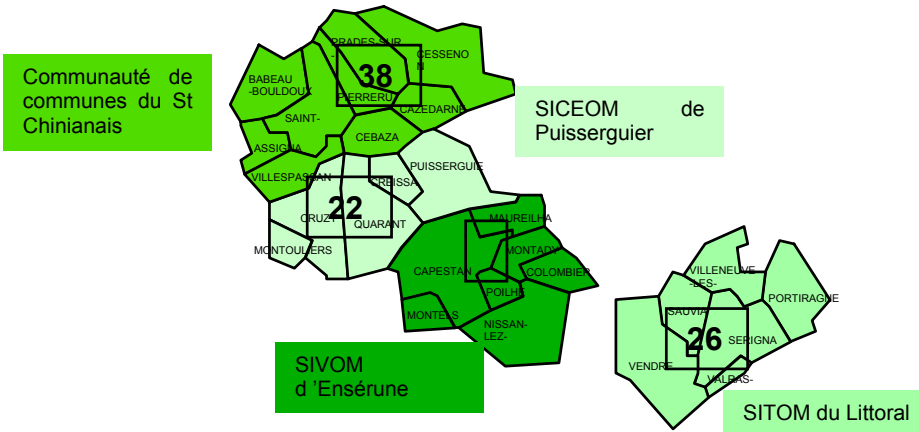 Communauté de
communes du St
Chinianais
PRADES-SUR
-
CESSENO
N
38
BABEAU
-BOULDOUX
PIERRERU
CAZEDARNE
SAINT-
CEBAZA
ASSIGNA
VILLESPASSAN
SICEOM de
Puisserguier
PUISSERGUIE
CREISSA
22
CRUZY
QUARANT
MONTOULIERS
MAUREILHA
MONTADY
CAPESTAN
COLOMBIER
POILHE
MONTELS
NISSAN-
LEZ-
SIVOM
d ’Ensérune
VILLENEUVE
-LES-
PORTIRAGNE
SAUVIA
26
SERIGNA
VENDRE
VALRAS-
SITOM du Littoral